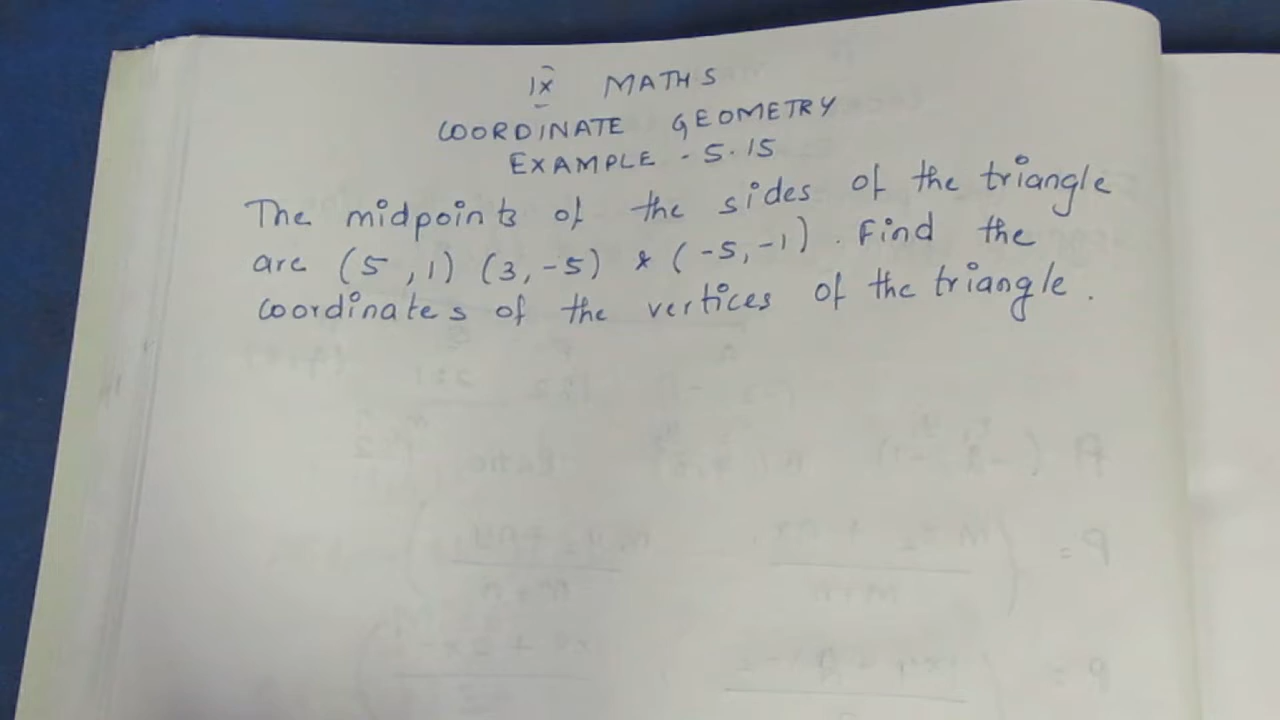 IX MATHS
COORDINATE GEOMETRY
EXAMPLE - 5.15
The midpoints of the sides of the triangle
are (5,1) (3,-5) & (-5,-1). Find the
coordinates of the vertices of the triangle.